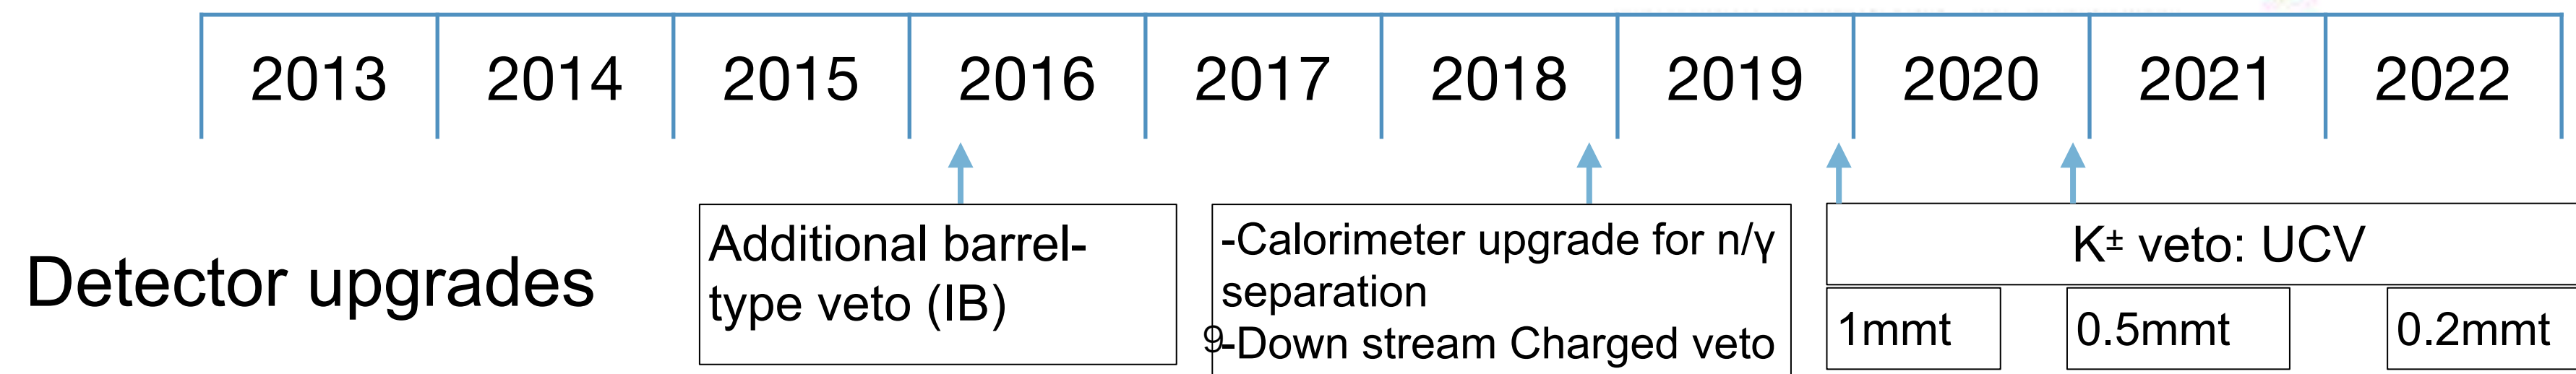 2013 2014 2015 2016 2017 2018 2019 2020 2021 2022
Detector upgrades
Additional barrel-
type veto (IB)
-Calorimeter upgrade for n/γ
separation
9
-Down stream Charged veto
K± veto: UCV
1mmt 0.5mmt 0.2mmt